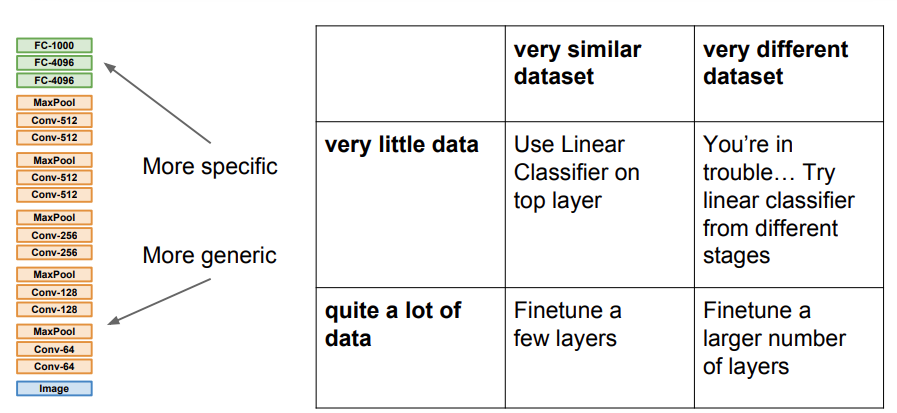 FC-1000
FC-4096
FC-4096
MaxPool
Conv-512
Conv-512
MaxPool
Conv-512
Conv-512
MaxPool
Conv-256
Conv-256
MaxPool
Conv-128
Conv-128
MaxPool
Conv-64
Conv-64
Image
More specific
More generic
very similar
dataset
very different
dataset
very little data
Use Linear
Classifier on
top layer
You’re in
trouble… Try
linear classifier
from different
stages
quite a lot of
data
Finetune a
few layers
Finetune a
larger number
of layers